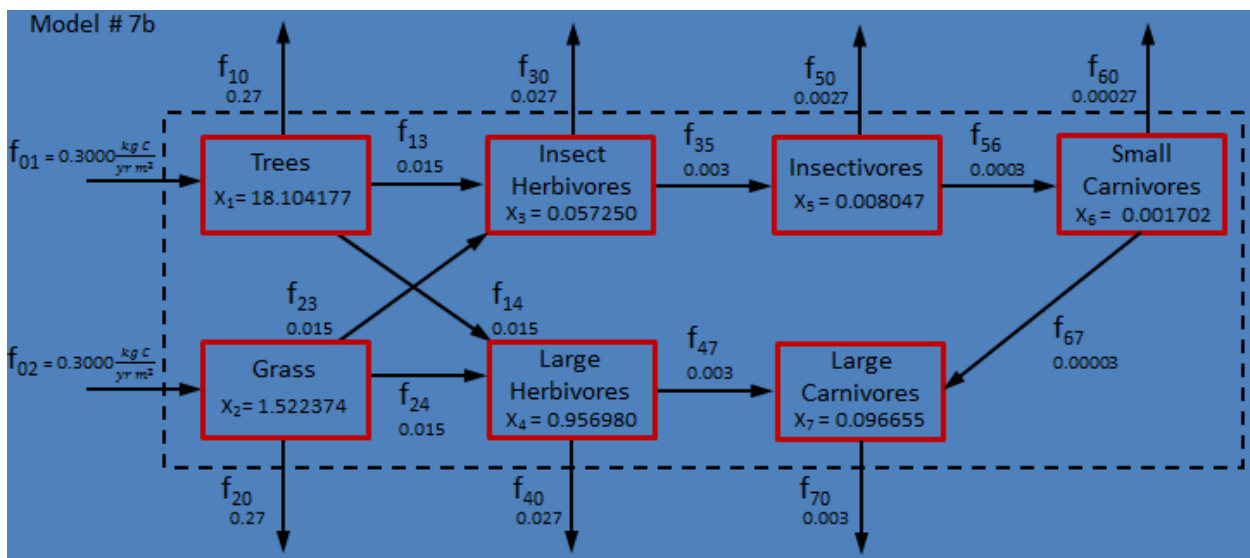 Model # 7b
f10
0.27
f30
0.027
f50
0.0027
f60
0.00027
f01 = 0.3000 kg C / yr m²
Trees
X1= 18.104177
f13
0.015
Insect
Herbivores
X3 = 0.057250
f35
0.003
Insectivores
X5 = 0.008047
f56
0.0003
Small
Carnivores
X6 = 0.001702
f23
0.015
f14
0.015
f02 = 0.3000 kg C / yr m²
Grass
X2= 1.522374
f24
0.015
Large
Herbivores
X4 = 0.956980
f47
0.003
Large
Carnivores
X7 = 0.096655
f67
0.00003
f20
0.27
f40
0.027
f70
0.003